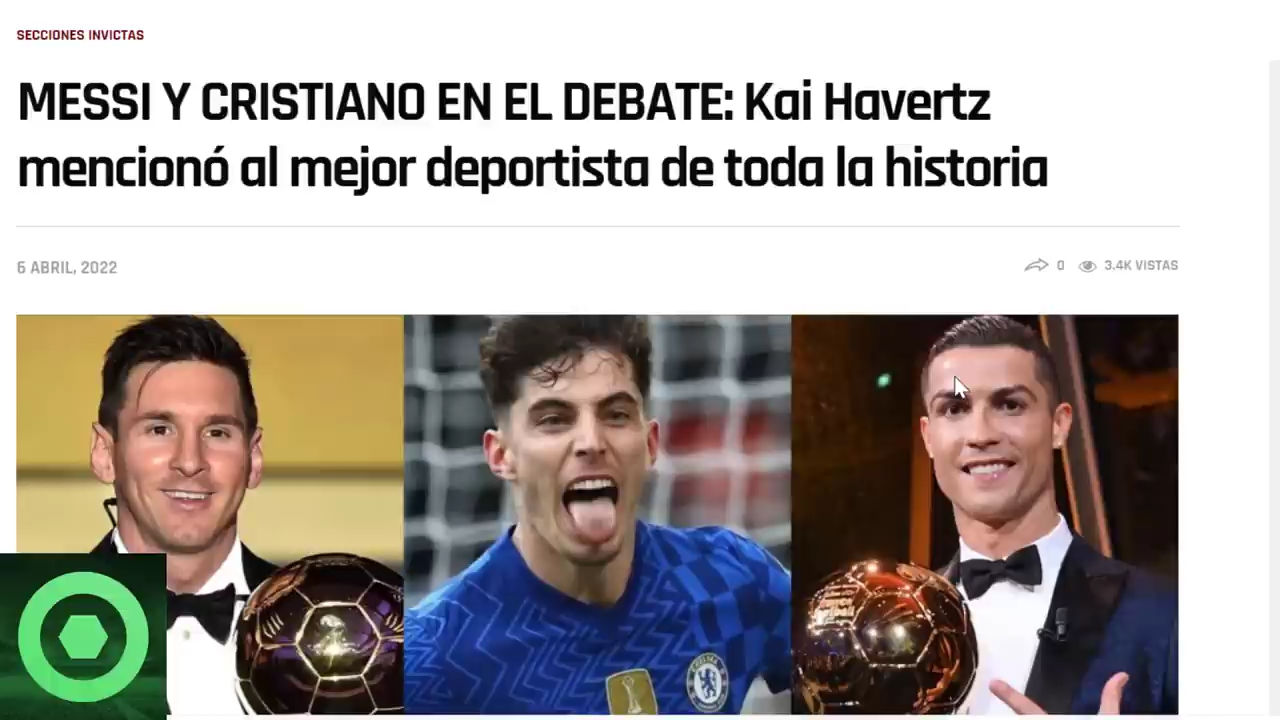 SECCIONES INVICTAS
MESSI Y CRISTIANO EN EL DEBATE: Kai Havertz
mencionó al mejor deportista de toda la historia
6 ABRIL, 2022
0
3.4K VISTAS
CHELSEA